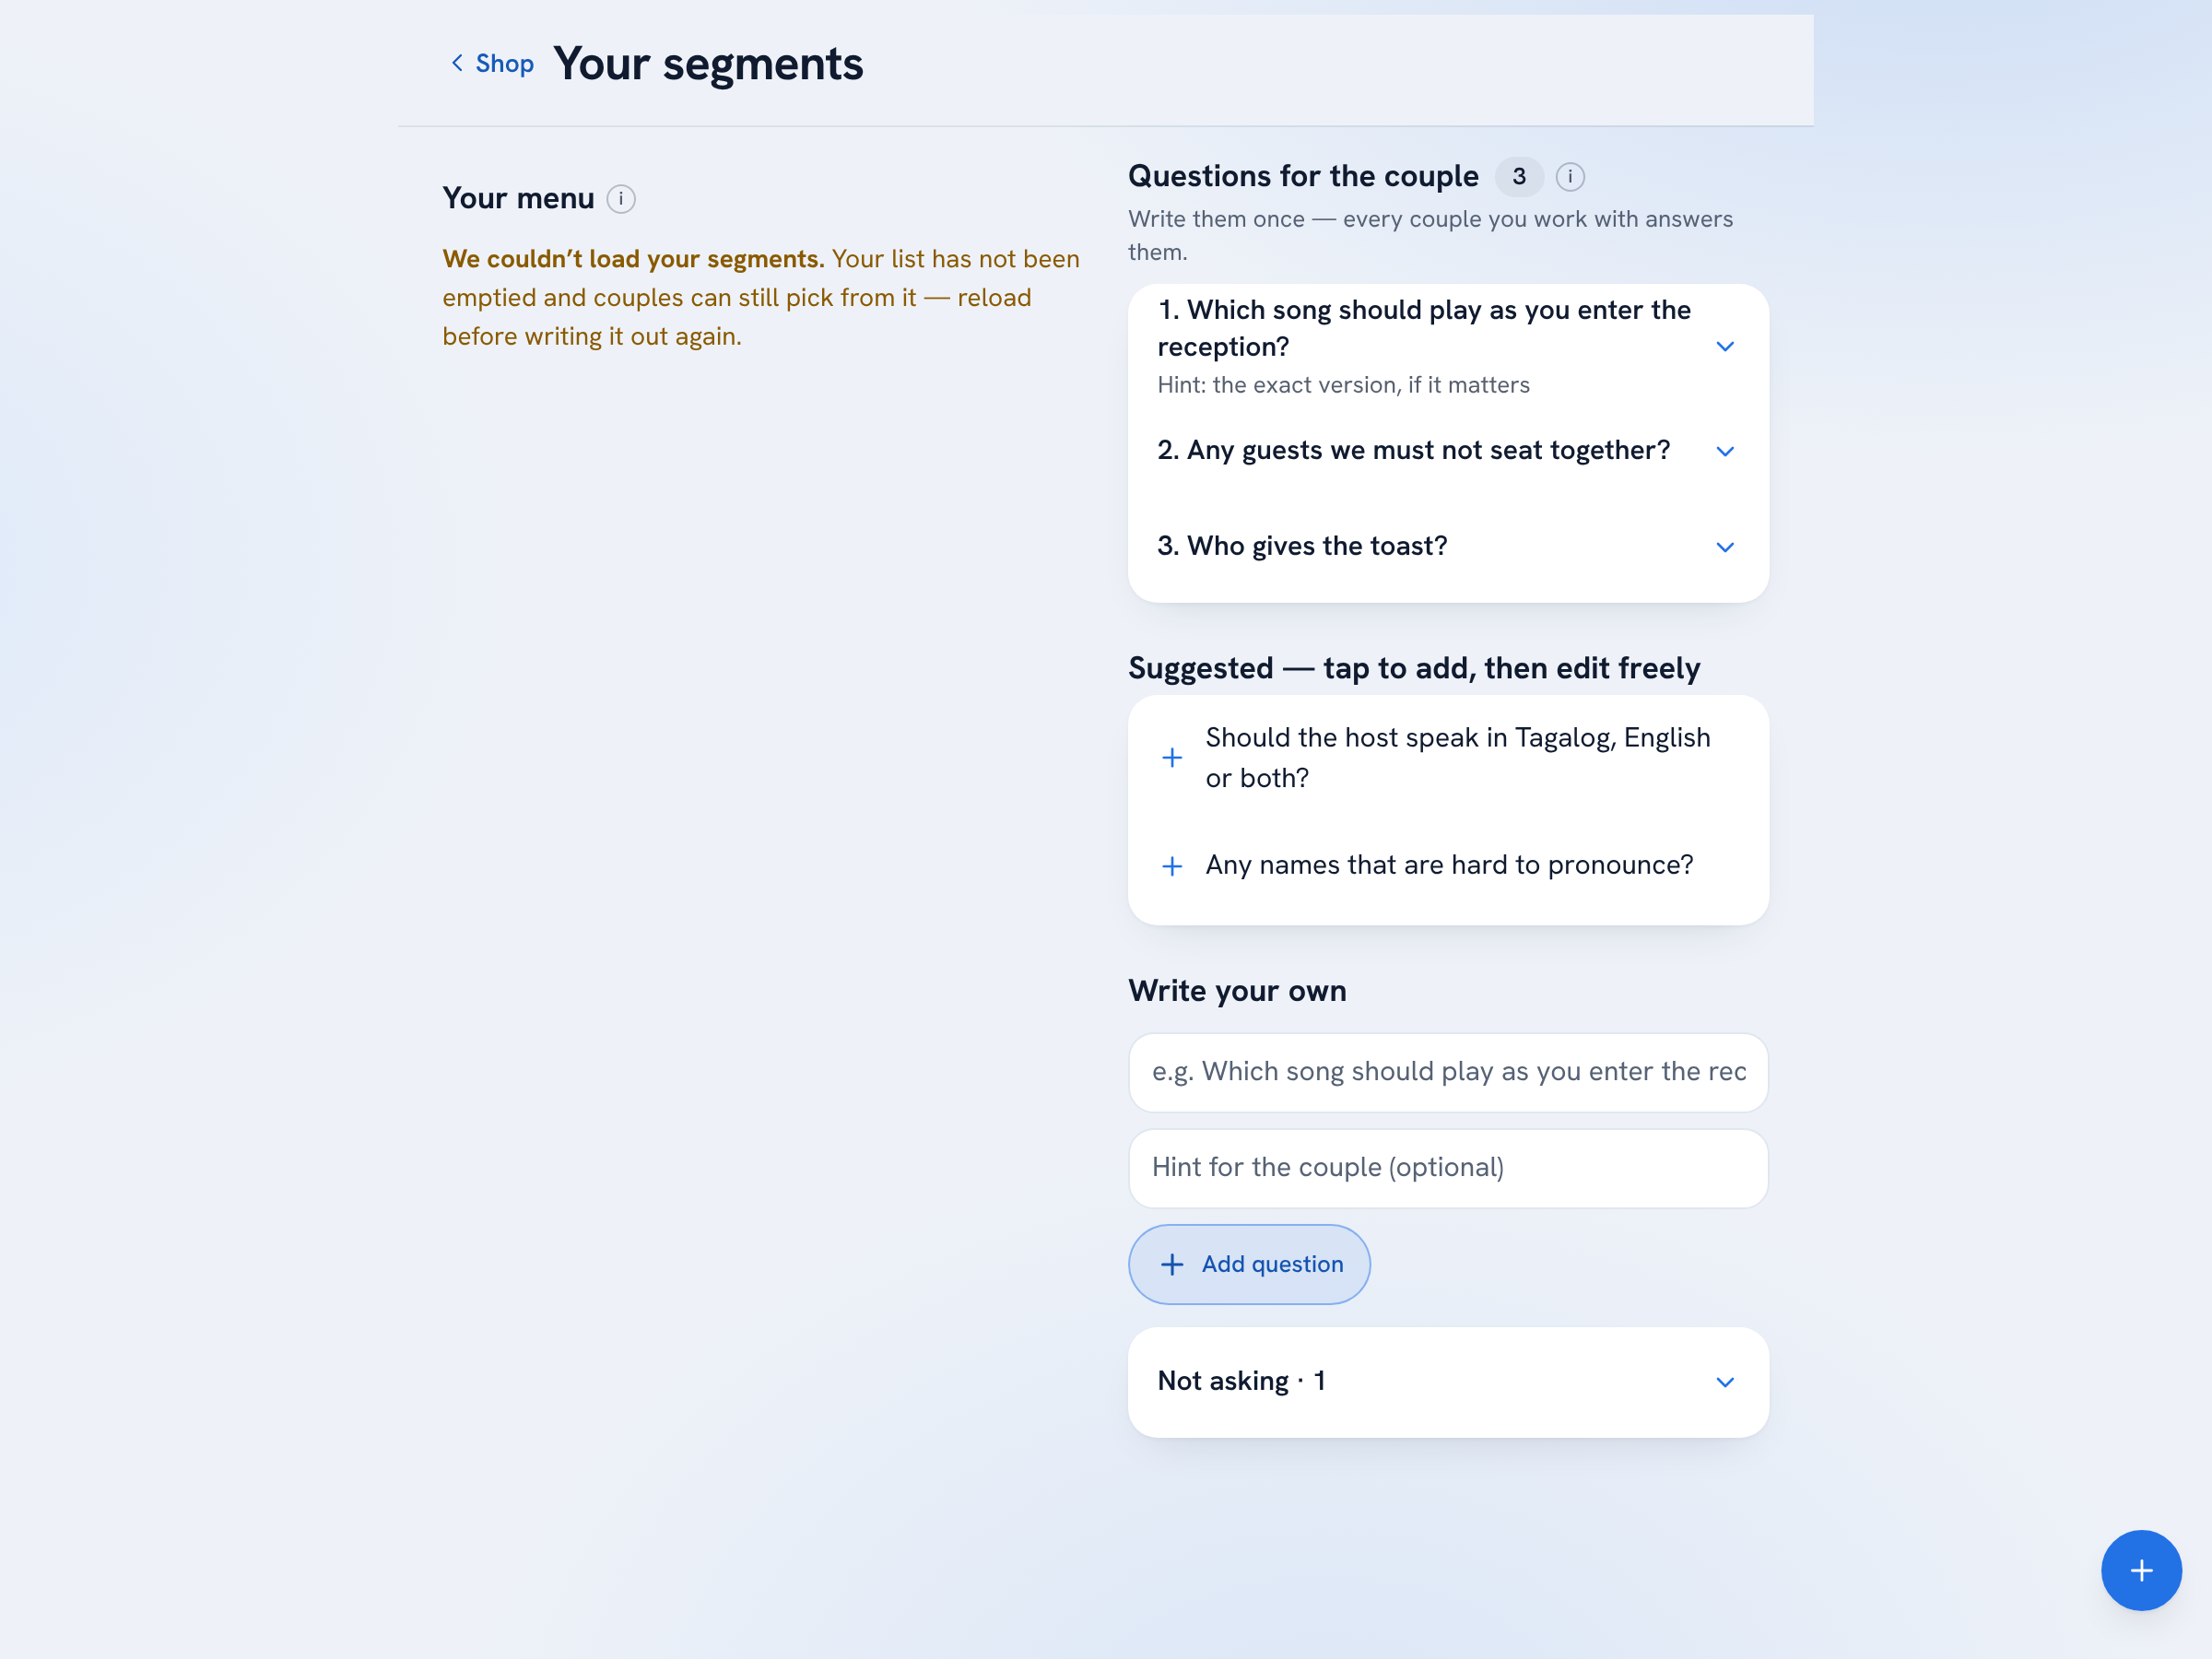 Shop
Your segments
Your menu
i
We couldn’t load your segments. Your list has not been
emptied and couples can still pick from it — reload
before writing it out again.
Questions for the couple
3
i
Write them once — every couple you work with answers
them.
1. Which song should play as you enter the
reception?
Hint: the exact version, if it matters
2. Any guests we must not seat together?
3. Who gives the toast?
Suggested — tap to add, then edit freely
Should the host speak in Tagalog, English
or both?
Any names that are hard to pronounce?
Write your own
e.g. Which song should play as you enter the rec
Hint for the couple (optional)
Add question
Not asking · 1